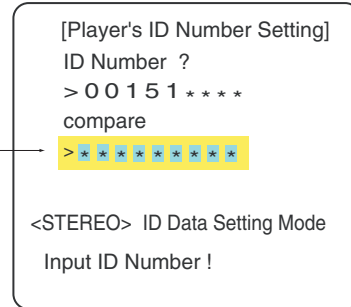 [Player's ID Number Setting]
ID Number ?
>00151****
compare
>*********
<STEREO> ID Data Setting Mode
Input ID Number !